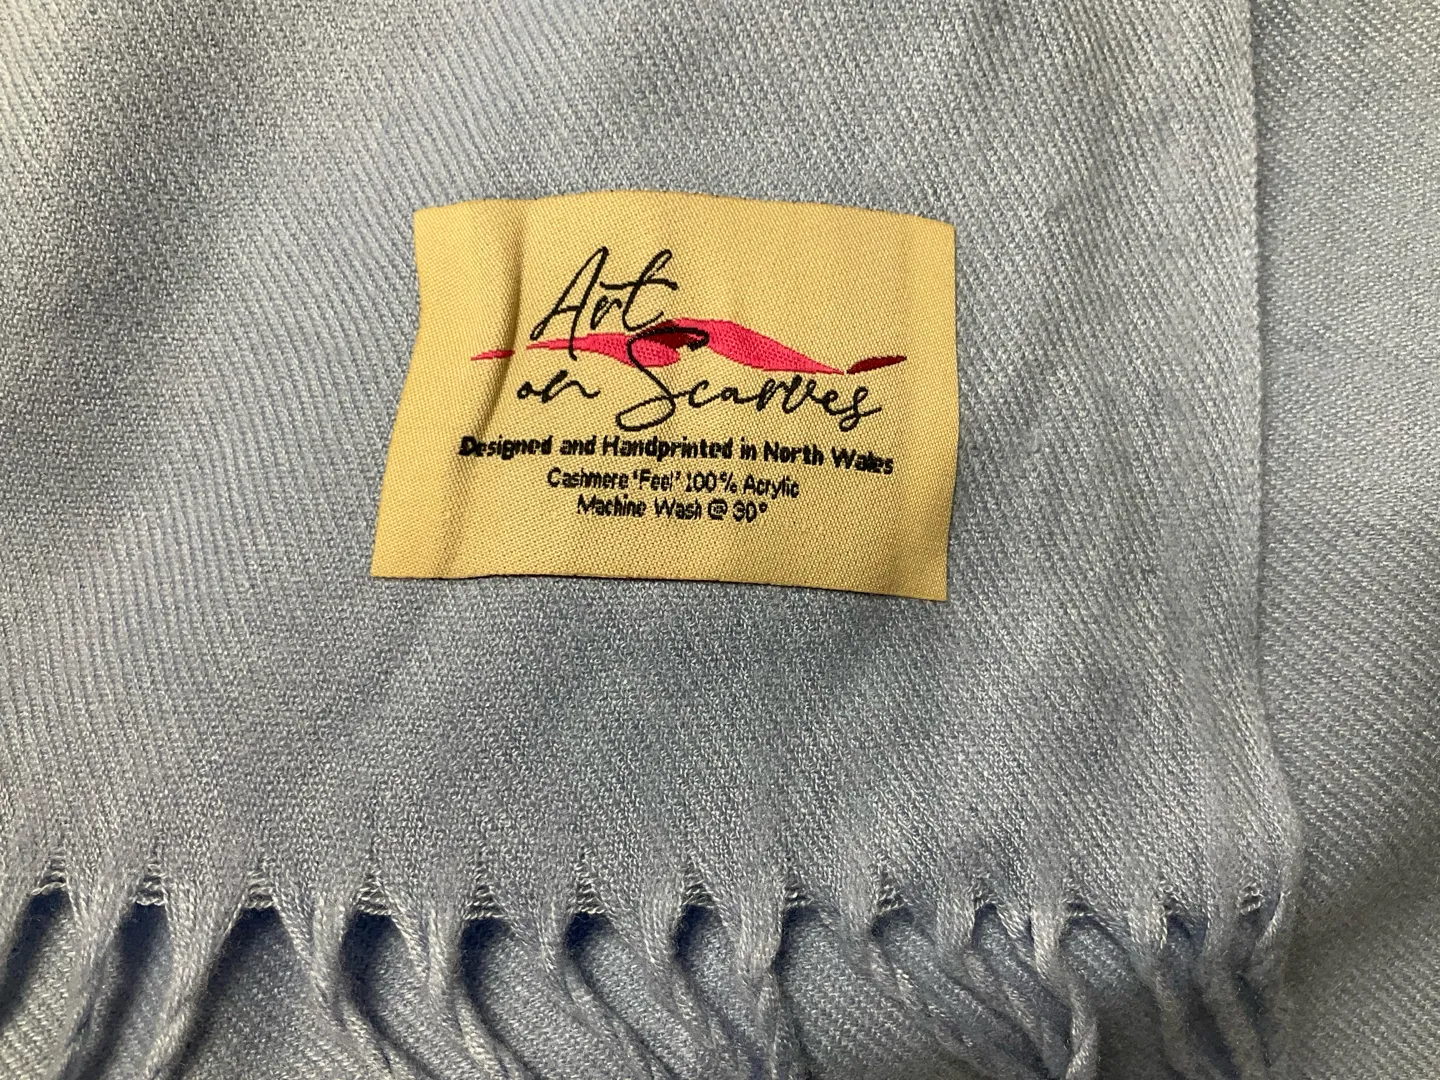 Art
on Scarves
Designed and Handprinted in North Wales
Cashmere 'Feel' 100% Acrylic
Machine Wash @ 30°